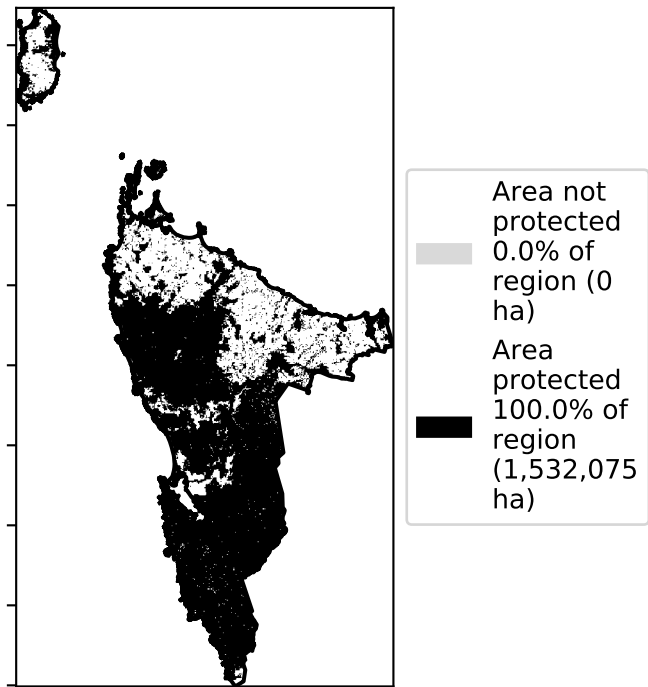 Area not
protected
0.0% of
region (0
ha)
Area
protected
100.0% of
region
(1,532,075
ha)